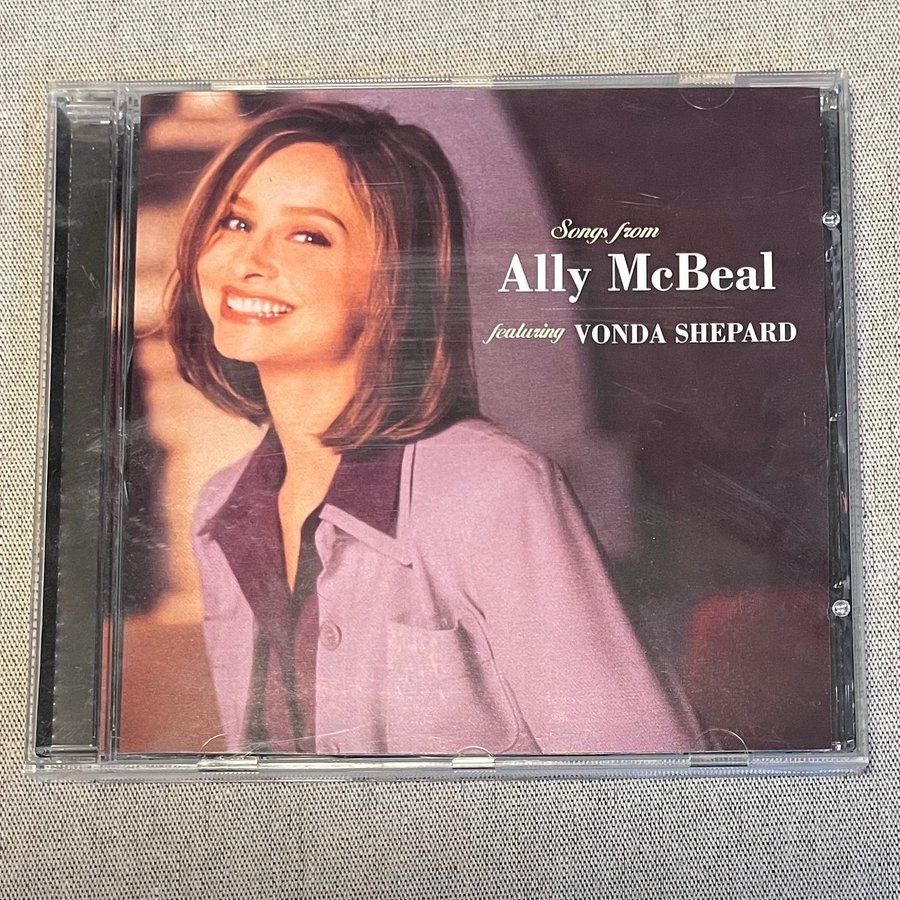 Songs from
Ally McBeal
featuring VONDA SHEPARD